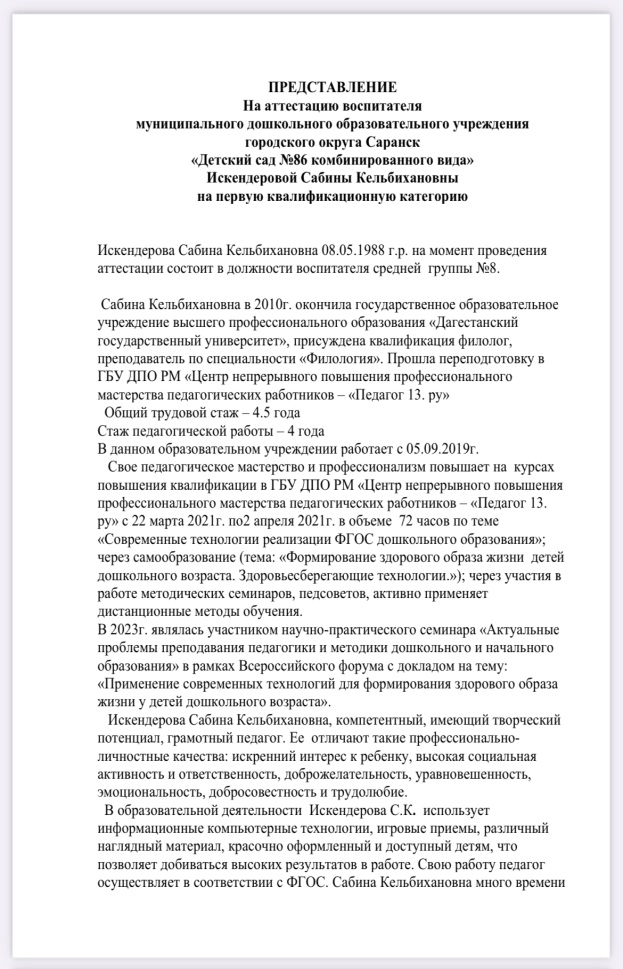 ПРЕДСТАВЛЕНИЕ
На аттестацию воспитателя
муниципального дошкольного образовательного учреждения
городского округа Саранск
«Детский сад №86 комбинированного вида»
Искендеровой Сабины Кельбихановны
на первую квалификационную категорию
Искендерова Сабина Кельбихановна 08.05.1988 г.р. на момент проведения
аттестации состоит в должности воспитателя средней группы №8.
Сабина Кельбихановна в 2010г. окончила государственное образовательное
учреждение высшего профессионального образования «Дагестанский
государственный университет», присуждена квалификация филолог,
преподаватель по специальности «Филология». Прошла переподготовку в
ГБУ ДПО РМ «Центр непрерывного повышения профессионального
мастерства педагогических работников – «Педагог 13. ру»
Общий трудовой стаж – 4.5 года
Стаж педагогической работы – 4 года
В данном образовательном учреждении работает с 05.09.2019г.
Свое педагогическое мастерство и профессионализм повышает на курсах
повышения квалификации в ГБУ ДПО РМ «Центр непрерывного повышения
профессионального мастерства педагогических работников – «Педагог 13.
ру» с 22 марта 2021г. по2 апреля 2021г. в объеме 72 часов по теме
«Современные технологии реализации ФГОС дошкольного образования»;
через самообразование (тема: «Формирование здорового образа жизни детей
дошкольного возраста. Здоровьесберегающие технологии.»); через участия в
работе методических семинаров, педсоветов, активно применяет
дистанционные методы обучения.
В 2023г. являлась участником научно-практического семинара «Актуальные
проблемы преподавания педагогики и методики дошкольного и начального
образования» в рамках Всероссийского форума с докладом на тему:
«Применение современных технологий для формирования здорового образа
жизни у детей дошкольного возраста».
Искендерова Сабина Кельбихановна, компетентный, имеющий творческий
потенциал, грамотный педагог. Ее отличают такие профессионально-
личностные качества: искренний интерес к ребенку, высокая социальная
активность и ответственность, доброжелательность, уравновешенность,
эмоциональность, добросовестность и трудолюбие.
В образовательной деятельности Искендерова С.К. использует
информационные компьютерные технологии, игровые приемы, различный
наглядный материал, красочно оформленный и доступный детям, что
позволяет добиваться высоких результатов в работе. Свою работу педагог
осуществляет в соответствии с ФГОС. Сабина Кельбихановна много времени